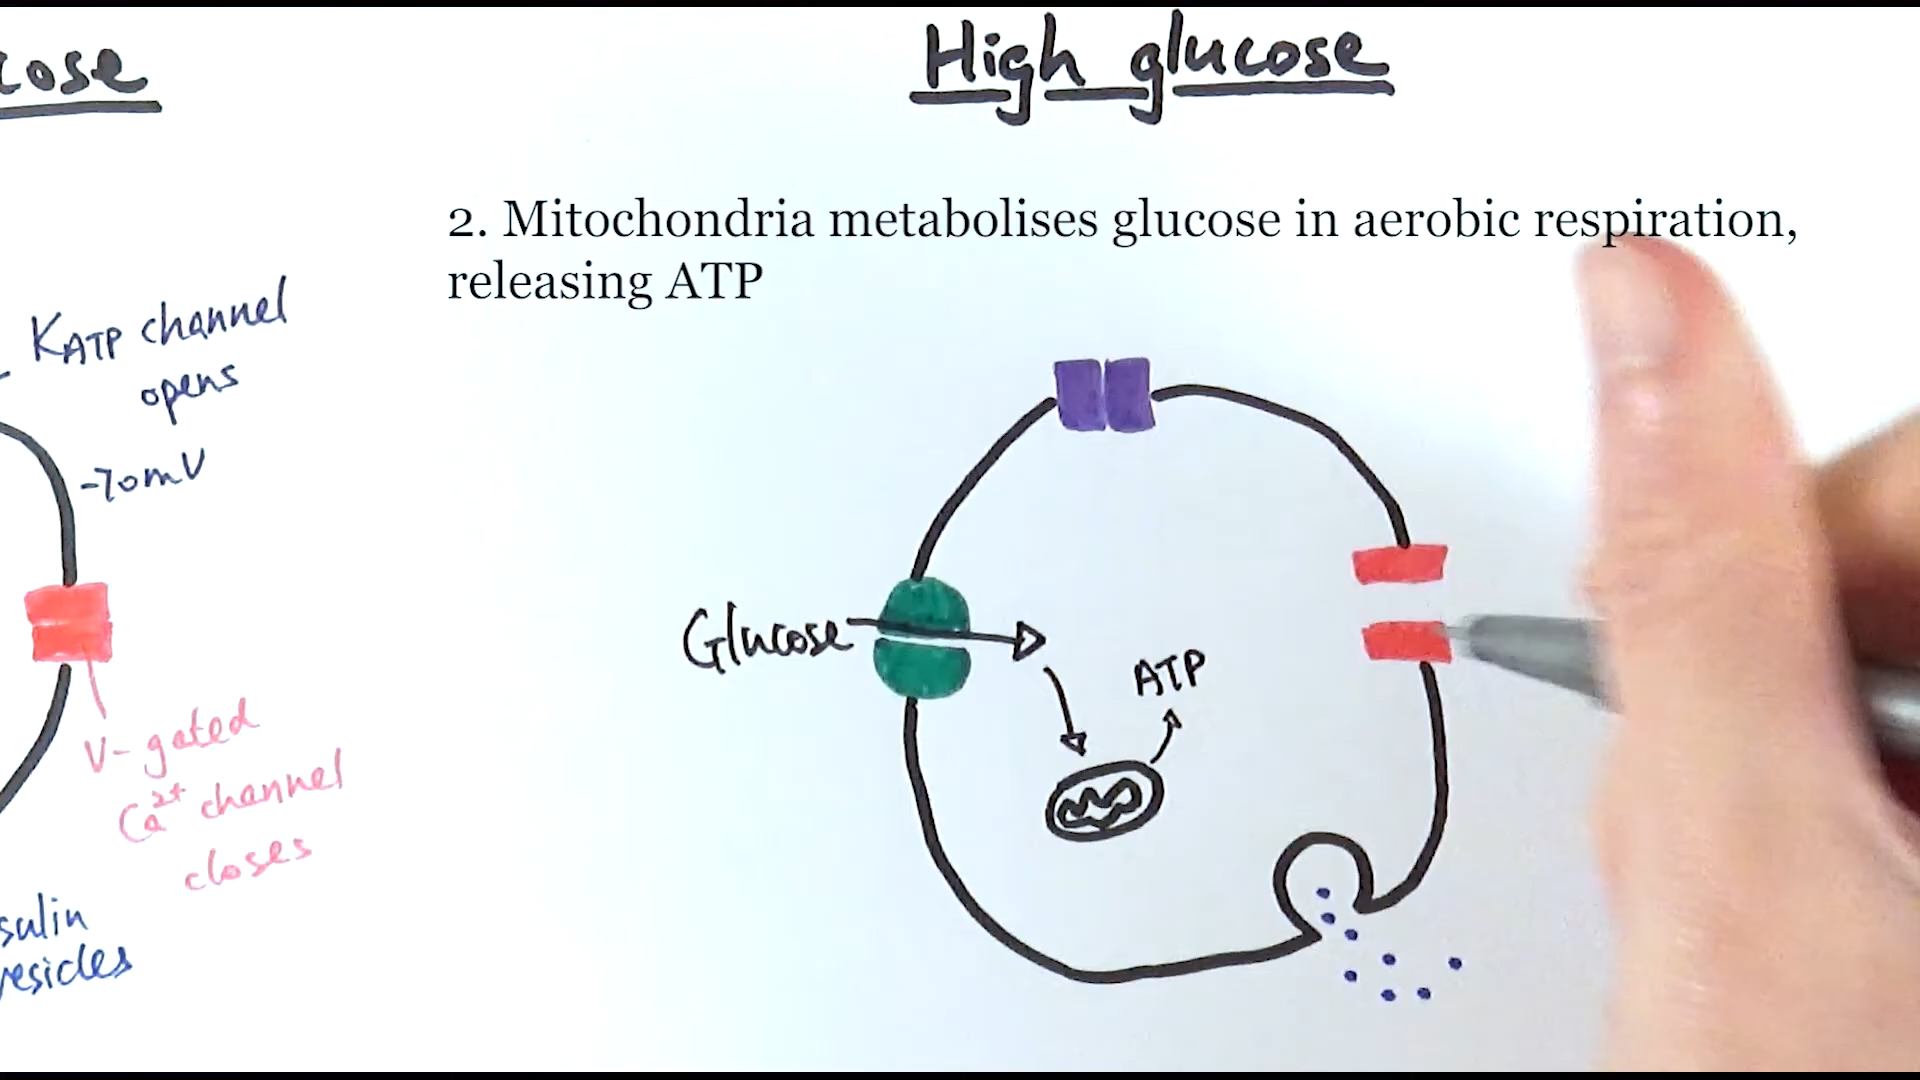 cose
High glucose
2. Mitochondria metabolises glucose in aerobic respiration,
releasing ATP
KATP channel
opens
-70mV
Glucose
ATP
V-gated
Ca²⁺ channel
closes
sulin
vesicles